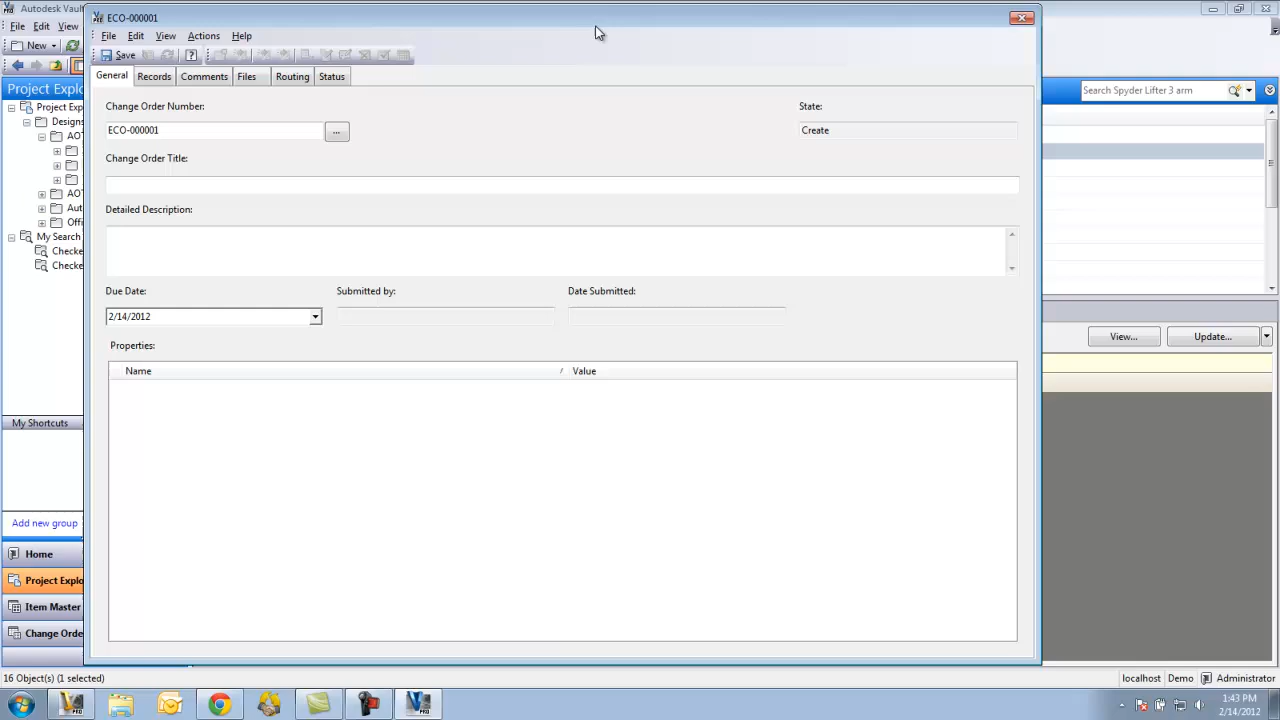 Autodesk Vaul
ECO-000001
File Edit View
File Edit View Actions Help
New
Save
General Records Comments Files Routing Status
Project Explo
Search Spyder Lifter 3 arm
Project Exp
Designs
AOT
AOT
Aut
Offi
My Search
Checke
Checke
Change Order Number:
State:
ECO-000001
...
Create
Change Order Title:
Detailed Description:
Due Date:
Submitted by:
Date Submitted:
2/14/2012
View...
Update...
Properties:
Name
Value
My Shortcuts
Add new group
Home
Project Explo
Item Master
Change Orde
16 Object(s) (1 selected)
localhost
Demo
Administrator
1:43 PM
2/14/2012